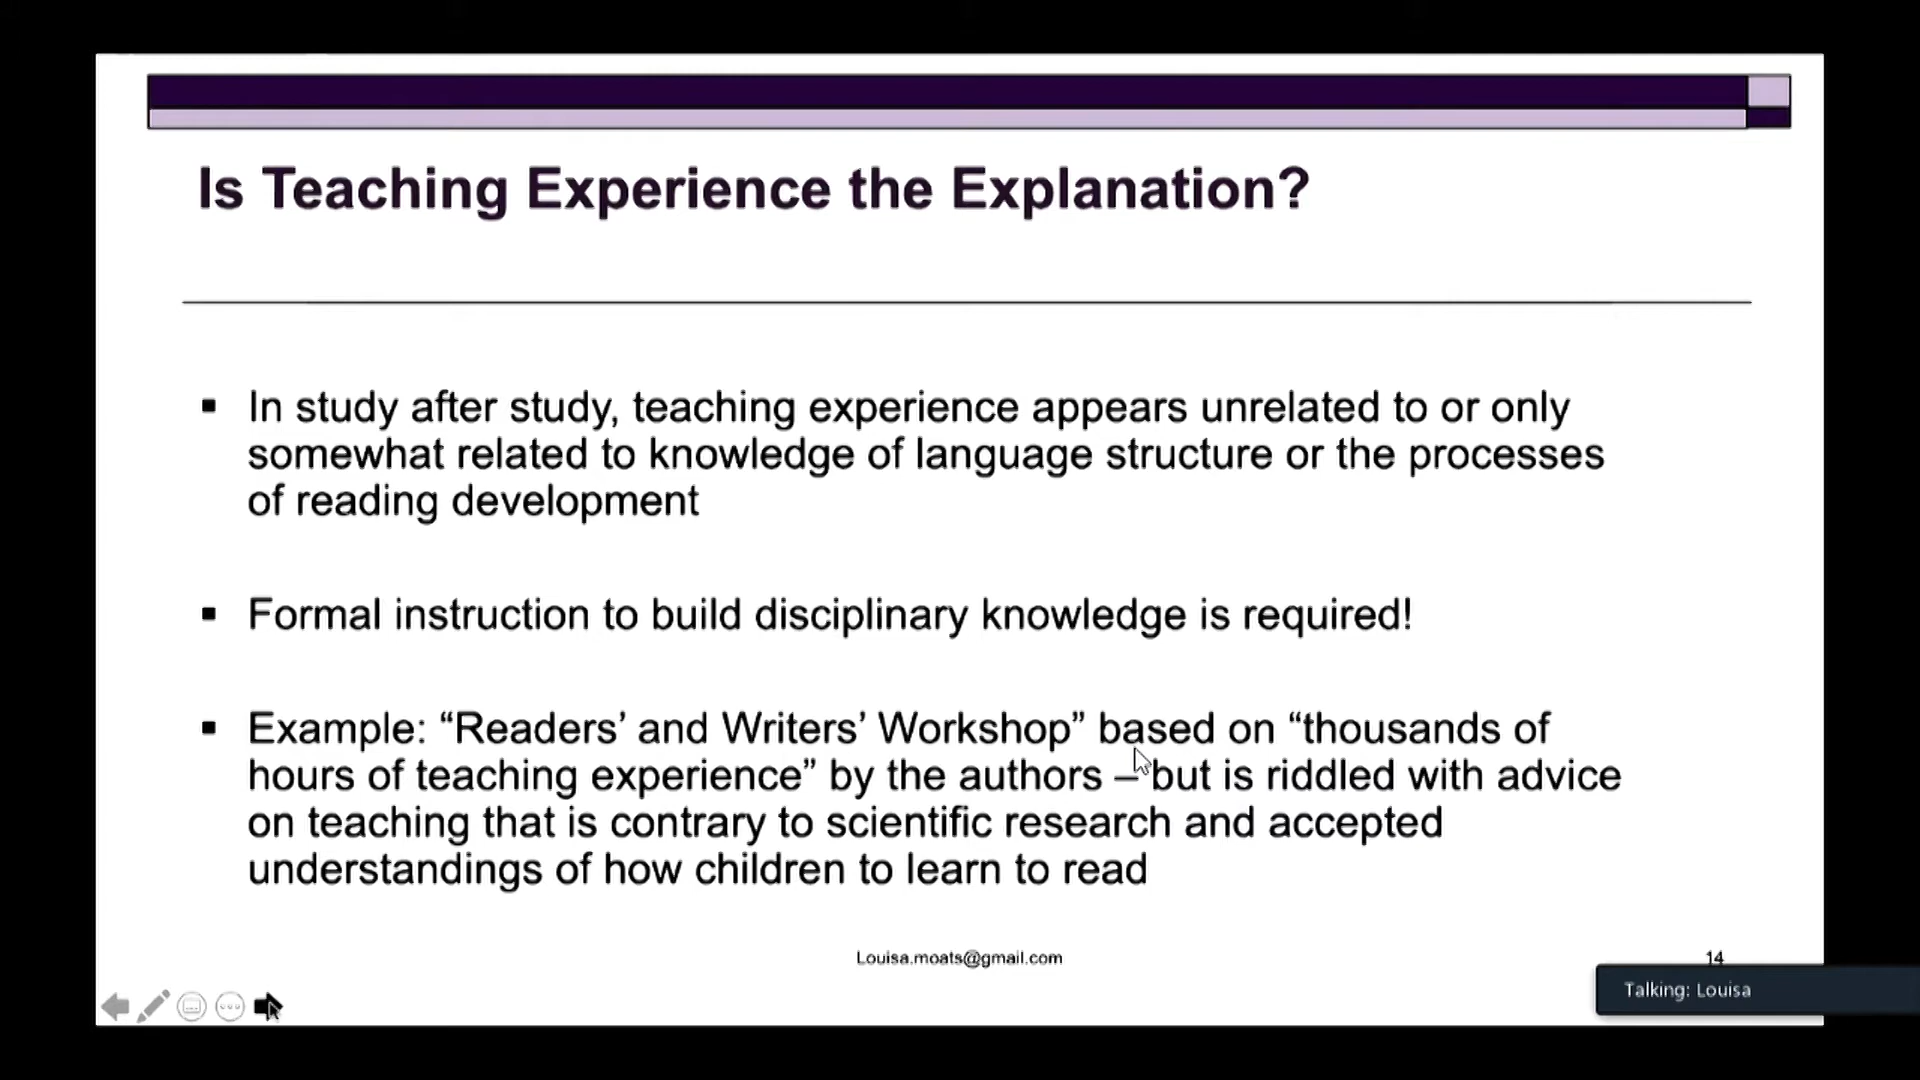 Is Teaching Experience the Explanation?
▪ In study after study, teaching experience appears unrelated to or only
somewhat related to knowledge of language structure or the processes
of reading development
▪ Formal instruction to build disciplinary knowledge is required!
▪ Example: “Readers’ and Writers’ Workshop” based on “thousands of
hours of teaching experience” by the authors – but is riddled with advice
on teaching that is contrary to scientific research and accepted
understandings of how children to learn to read
Louisa.moats@gmail.com
14
Talking: Louisa